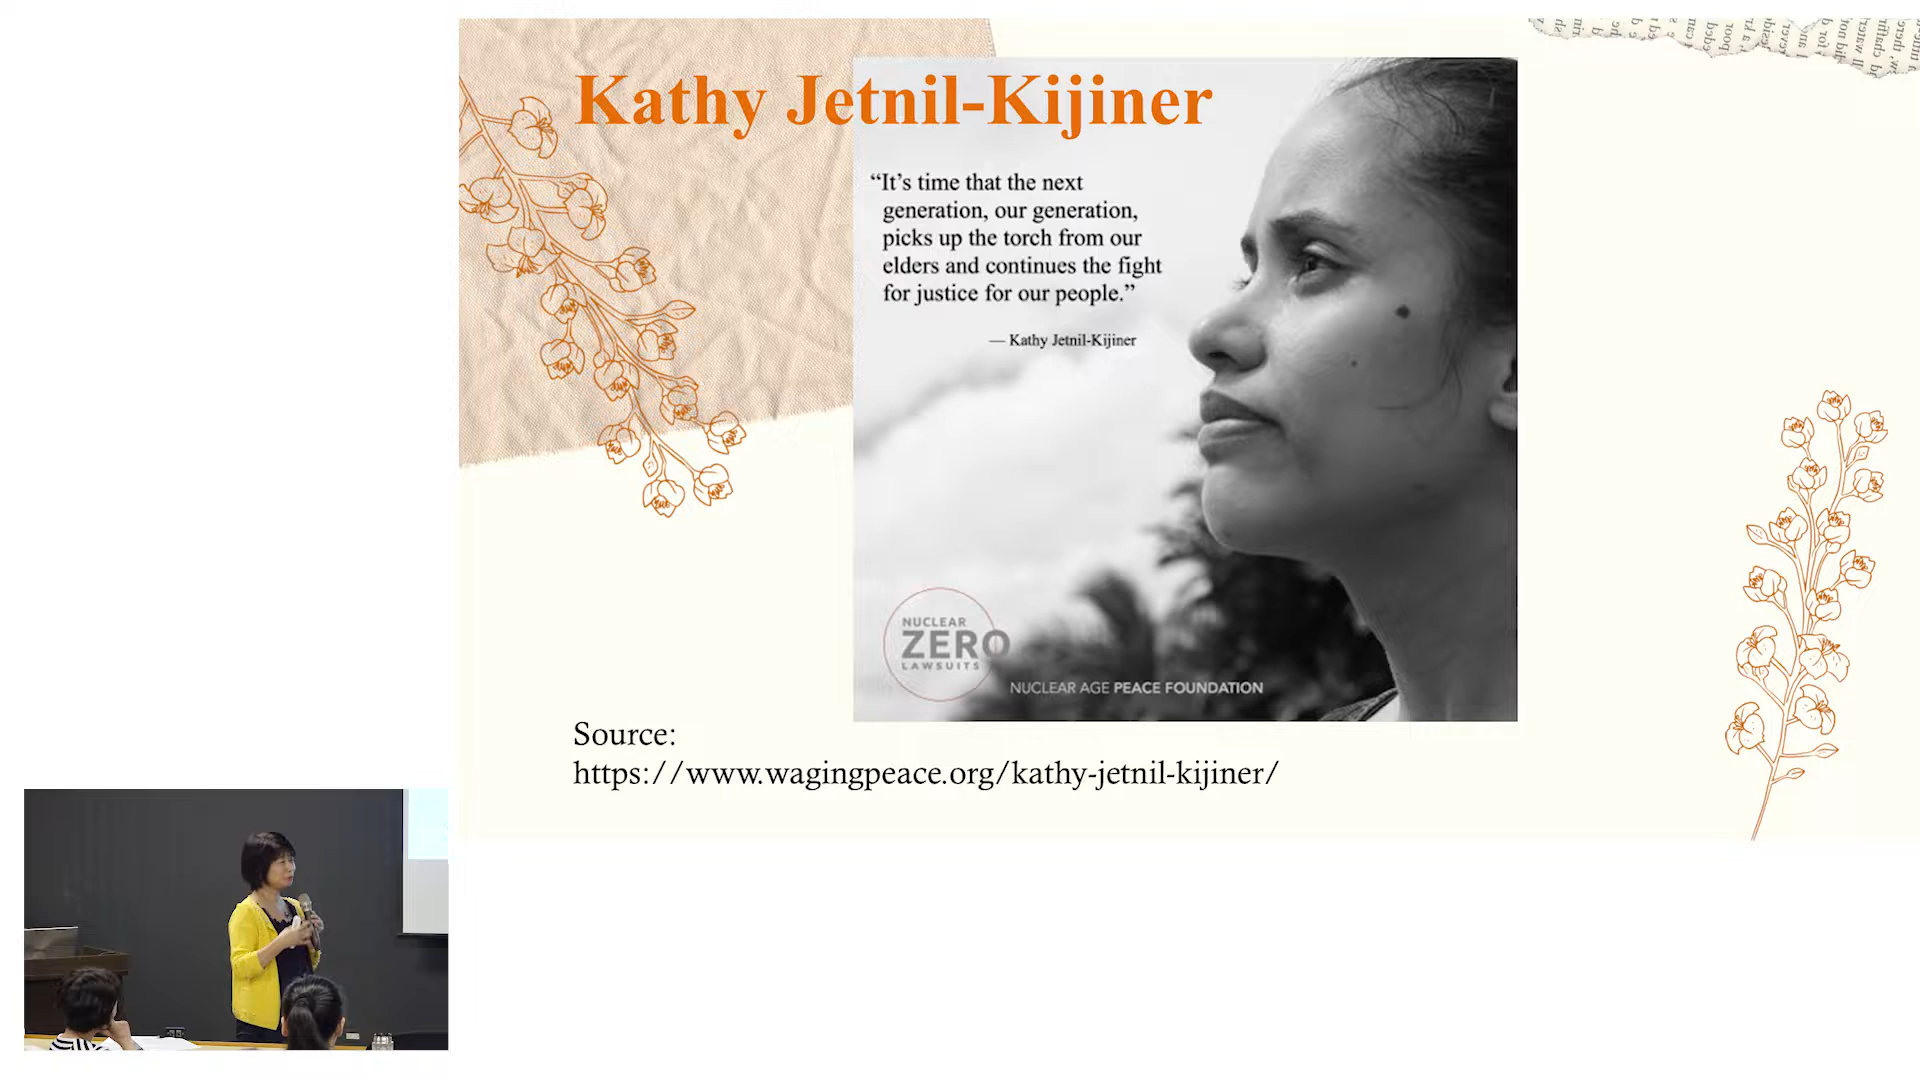 Kathy Jetnil-Kijiner
“It’s time that the next
generation, our generation,
picks up the torch from our
elders and continues the fight
for justice for our people.”
— Kathy Jetnil-Kijiner
NUCLEAR
ZERO
LAWSUITS
NUCLEAR AGE PEACE FOUNDATION
Source:
https://www.wagingpeace.org/kathy-jetnil-kijiner/